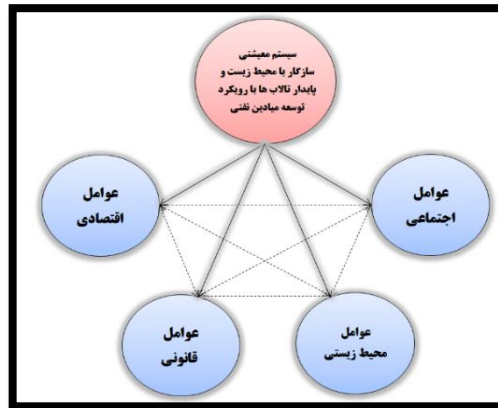 سیستم معیشتی
سازگار با محیط زیست و
پایدار تالاب ها با رویکرد
توسعه میادین نفتی
عوامل
اجتماعی
عوامل
اقتصادی
عوامل
محیط زیستی
عوامل
قانونی